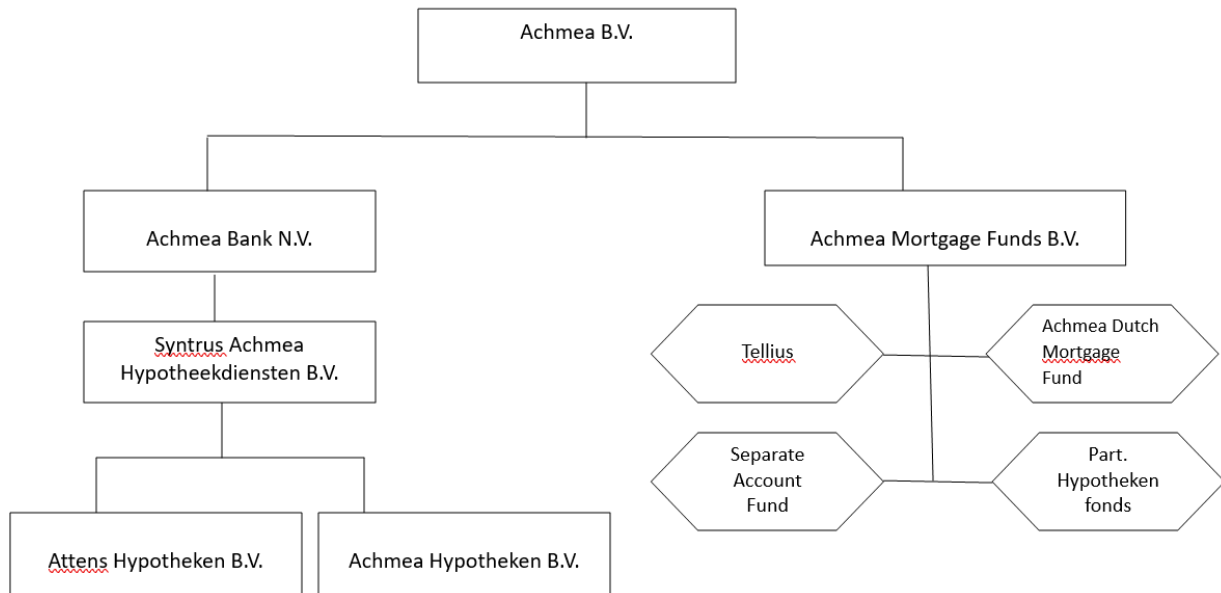 Achmea B.V.
Achmea Bank N.V.
Achmea Mortgage Funds B.V.
Syntrus Achmea
Hypotheekdiensten B.V.
Tellius
Achmea Dutch
Mortgage
Fund
Separate
Account
Fund
Part.
Hypotheken
fonds
Attens Hypotheken B.V.
Achmea Hypotheken B.V.